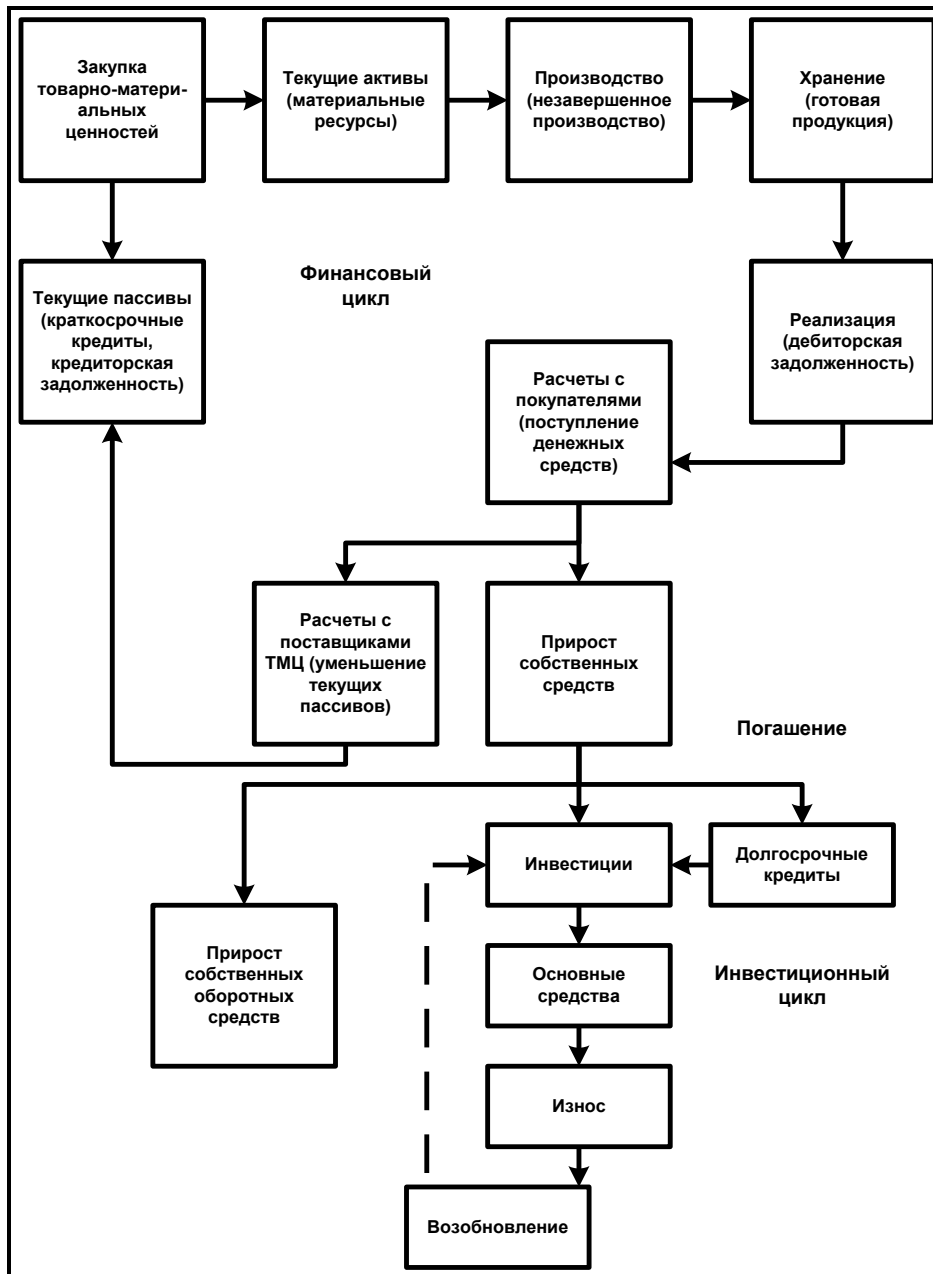 Закупка
товарно-матери-
альных
ценностей
Текущие активы
(материальные
ресурсы)
Производство
(незавершенное
производство)
Хранение
(готовая
продукция)
Финансовый
цикл
Текущие пассивы
(краткосрочные
кредиты,
кредиторская
задолженность)
Реализация
(дебиторская
задолженность)
Расчеты с
покупателями
(поступление
денежных
средств)
Расчеты с
поставщиками
ТМЦ (уменьшение
текущих
пассивов)
Прирост
собственных
средств
Погашение
Инвестиции
Долгосрочные
кредиты
Прирост
собственных
оборотных
средств
Основные
средства
Инвестиционный
цикл
Износ
Возобновление